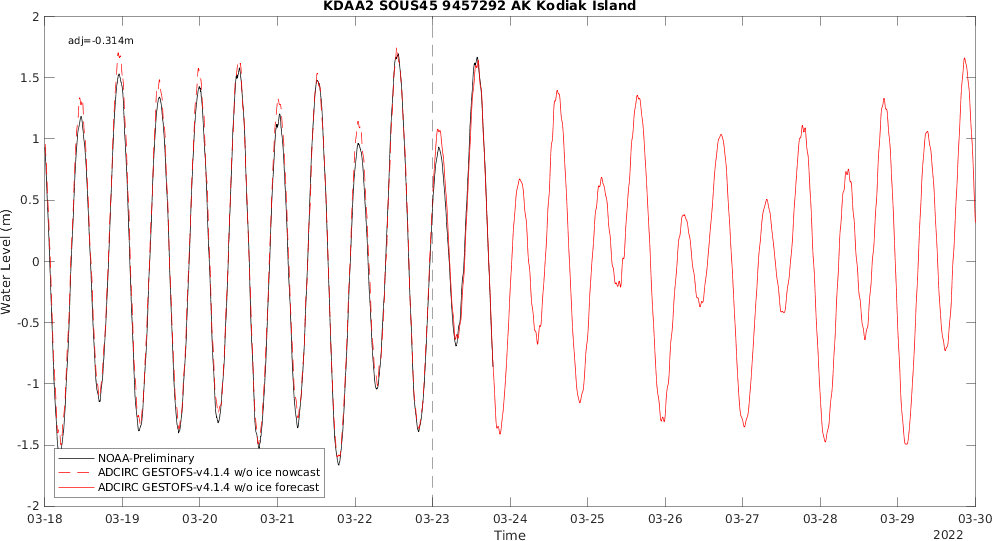 KDAA2 SOUS45 9457292 AK Kodiak Island
adj=-0.314m
Water Level (m)
2
1.5
1
0.5
0
-0.5
-1
-1.5
-2
NOAA-Preliminary
ADCIRC GESTOFS-v4.1.4 w/o ice nowcast
ADCIRC GESTOFS-v4.1.4 w/o ice forecast
03-18 03-19 03-20 03-21 03-22 03-23 03-24 03-25 03-26 03-27 03-28 03-29 03-30
Time
2022